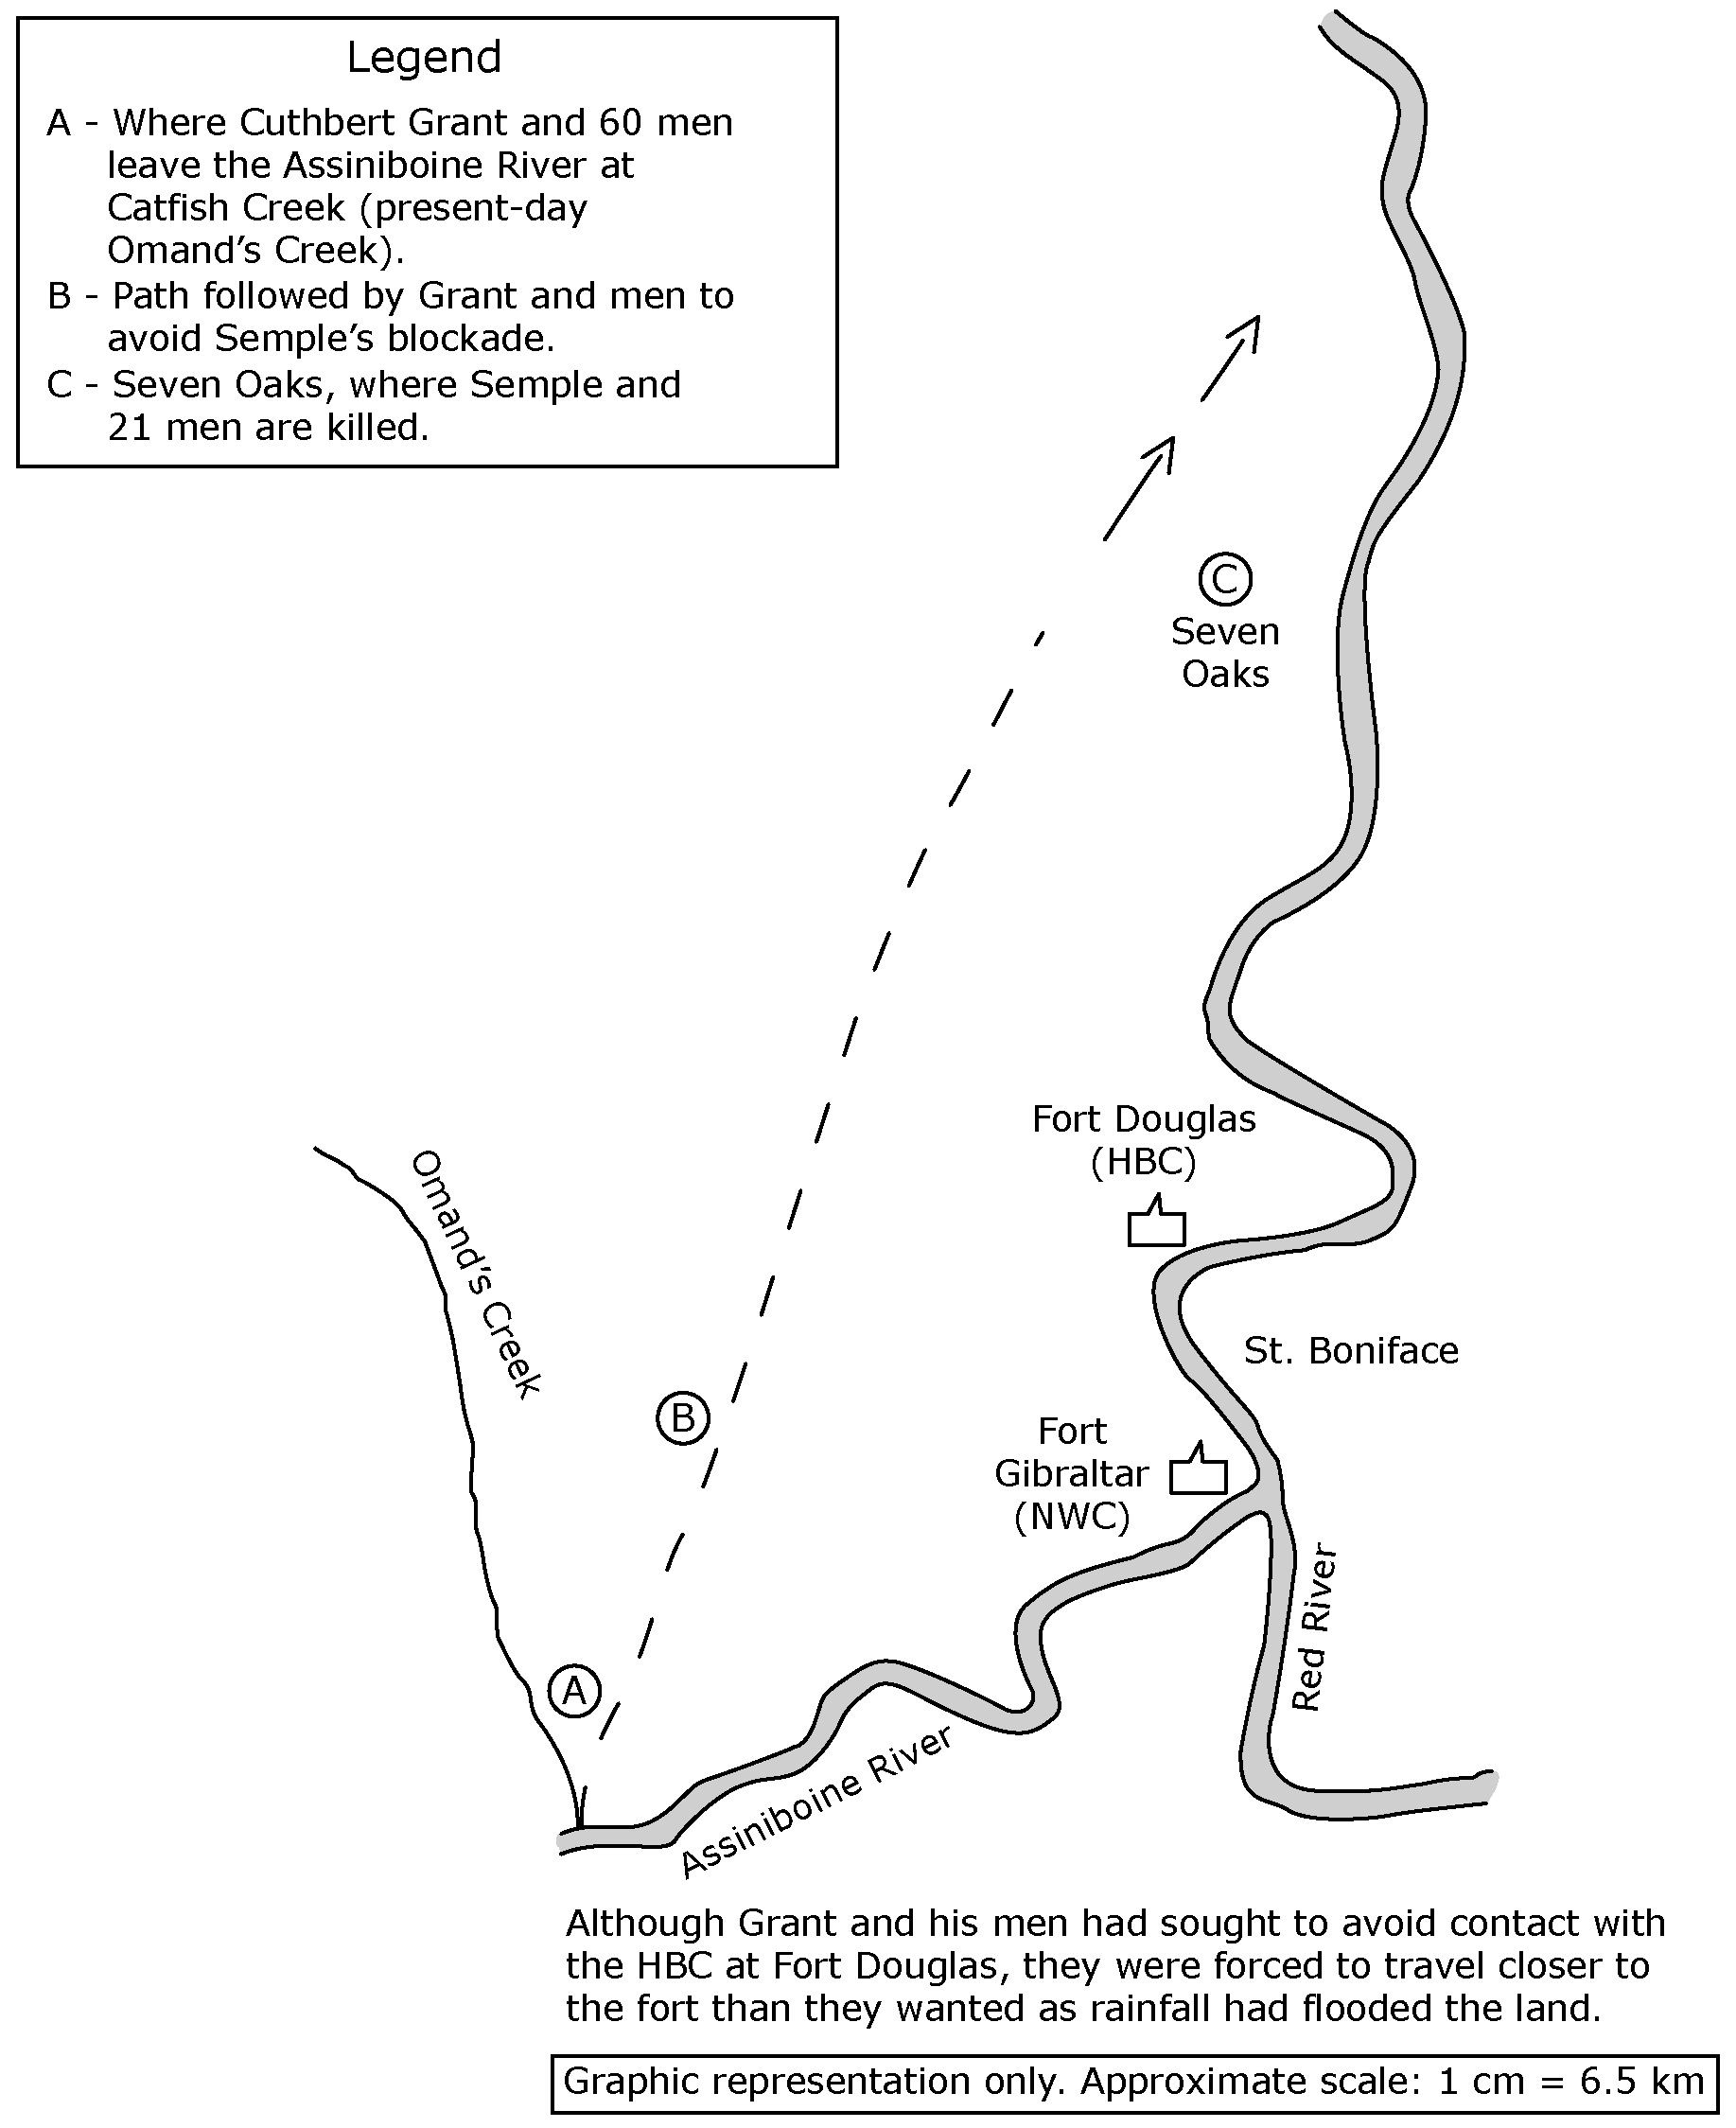 Legend
A - Where Cuthbert Grant and 60 men
leave the Assiniboine River at
Catfish Creek (present-day
Omand’s Creek).
B - Path followed by Grant and men to
avoid Semple’s blockade.
C - Seven Oaks, where Semple and
21 men are killed.
C
Seven
Oaks
Fort Douglas
(HBC)
Omand’s Creek
St. Boniface
B
Fort
Gibraltar
(NWC)
Red River
A
Assiniboine River
Although Grant and his men had sought to avoid contact with
the HBC at Fort Douglas, they were forced to travel closer to
the fort than they wanted as rainfall had flooded the land.
Graphic representation only. Approximate scale: 1 cm = 6.5 km